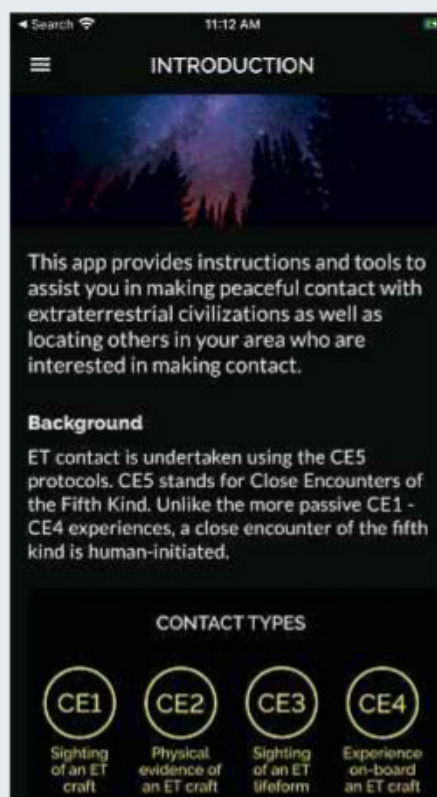 ◄ Search 11:12 AM
INTRODUCTION
This app provides instructions and tools to
assist you in making peaceful contact with
extraterrestrial civilizations as well as
locating others in your area who are
interested in making contact.
Background
ET contact is undertaken using the CE5
protocols. CE5 stands for Close Encounters of
the Fifth Kind. Unlike the more passive CE1 -
CE4 experiences, a close encounter of the fifth
kind is human-initiated.
CONTACT TYPES
CE1 CE2 CE3 CE4
Sighting Physical Sighting Experience
of an ET evidence of of an ET on-board
craft an ET craft lifeform an ET craft